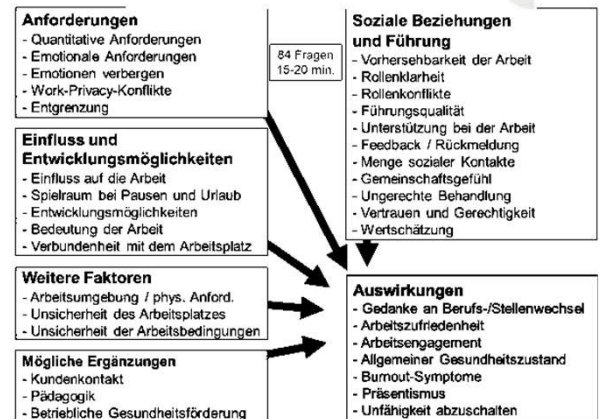 Anforderungen
- Quantitative Anforderungen
- Emotionale Anforderungen
- Emotionen verbergen
- Work-Privacy-Konflikte
- Entgrenzung
84 Fragen
15-20 min.
Soziale Beziehungen
und Führung
- Vorhersehbarkeit der Arbeit
- Rollenklarheit
- Rollenkonflikte
- Führungsqualität
- Unterstützung bei der Arbeit
- Feedback / Rückmeldung
- Menge sozialer Kontakte
- Gemeinschaftsgefühl
- Ungerechte Behandlung
- Vertrauen und Gerechtigkeit
- Wertschätzung
Einfluss und
Entwicklungsmöglichkeiten
- Einfluss auf die Arbeit
- Spielraum bei Pausen und Urlaub
- Entwicklungsmöglichkeiten
- Bedeutung der Arbeit
- Verbundenheit mit dem Arbeitsplatz
Weitere Faktoren
- Arbeitsumgebung / phys. Anford.
- Unsicherheit des Arbeitsplatzes
- Unsicherheit der Arbeitsbedingungen
Mögliche Ergänzungen
- Kundenkontakt
- Pädagogik
- Betriebliche Gesundheitsförderung
Auswirkungen
- Gedanke an Berufs-/Stellenwechsel
- Arbeitszufriedenheit
- Arbeitsengagement
- Allgemeiner Gesundheitszustand
- Burnout-Symptome
- Präsentismus
- Unfähigkeit abzuschalten